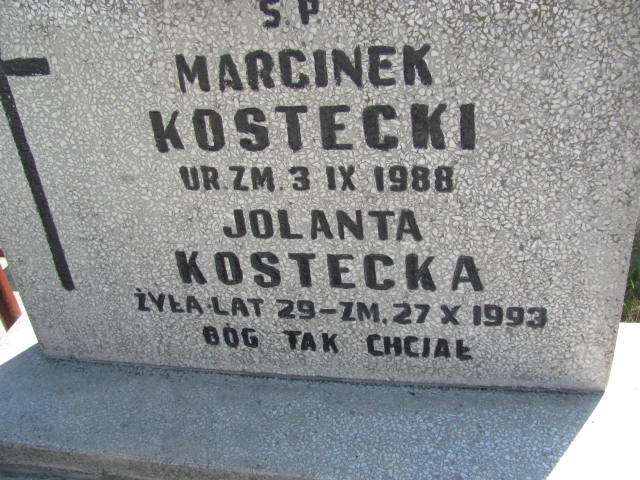 Ś.P
MARCINEK
KOSTECKI
UR. ZM. 3 IX 1988
JOLANTA
KOSTECKA
ŻYŁA LAT 29 – ZM. 27 X 1993
BÓG TAK CHCIAŁ